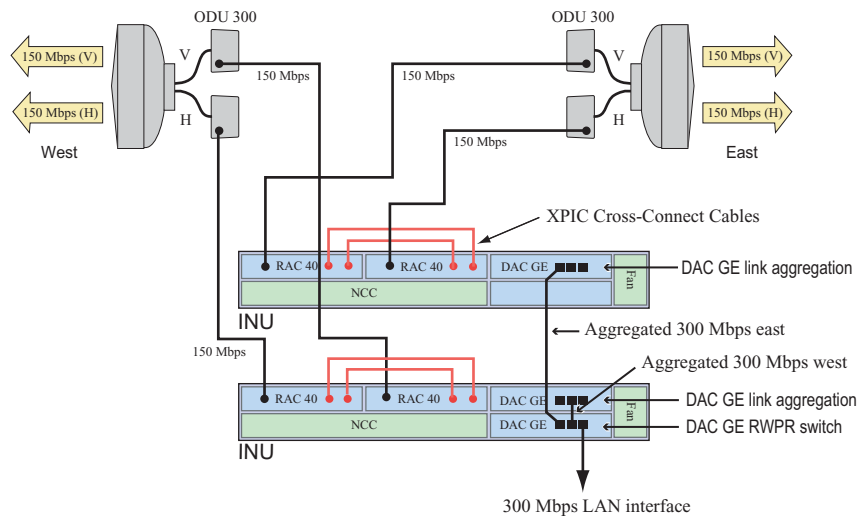 ODU 300
ODU 300
150 Mbps (V)
V
150 Mbps
150 Mbps
V
150 Mbps (V)
150 Mbps (H)
H
150 Mbps
H
150 Mbps (H)
West
East
XPIC Cross-Connect Cables
RAC 40
RAC 40
DAC GE
Fan
DAC GE link aggregation
NCC
INU
Aggregated 300 Mbps east
150 Mbps
Aggregated 300 Mbps west
RAC 40
RAC 40
DAC GE
Fan
DAC GE link aggregation
NCC
DAC GE
DAC GE RWPR switch
INU
300 Mbps LAN interface